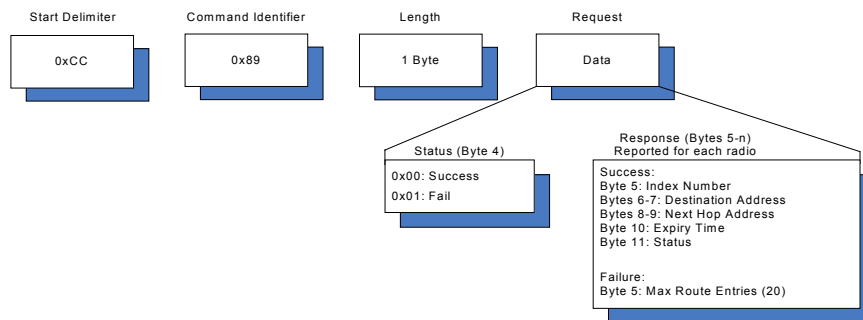 Start Delimiter
Command Identifier
Length
Request
0xCC
0x89
1 Byte
Data
Status (Byte 4)
0x00: Success
0x01: Fail
Response (Bytes 5-n)
Reported for each radio
Success:
Byte 5: Index Number
Bytes 6-7: Destination Address
Bytes 8-9: Next Hop Address
Byte 10: Expiry Time
Byte 11: Status
Failure:
Byte 5: Max Route Entries (20)